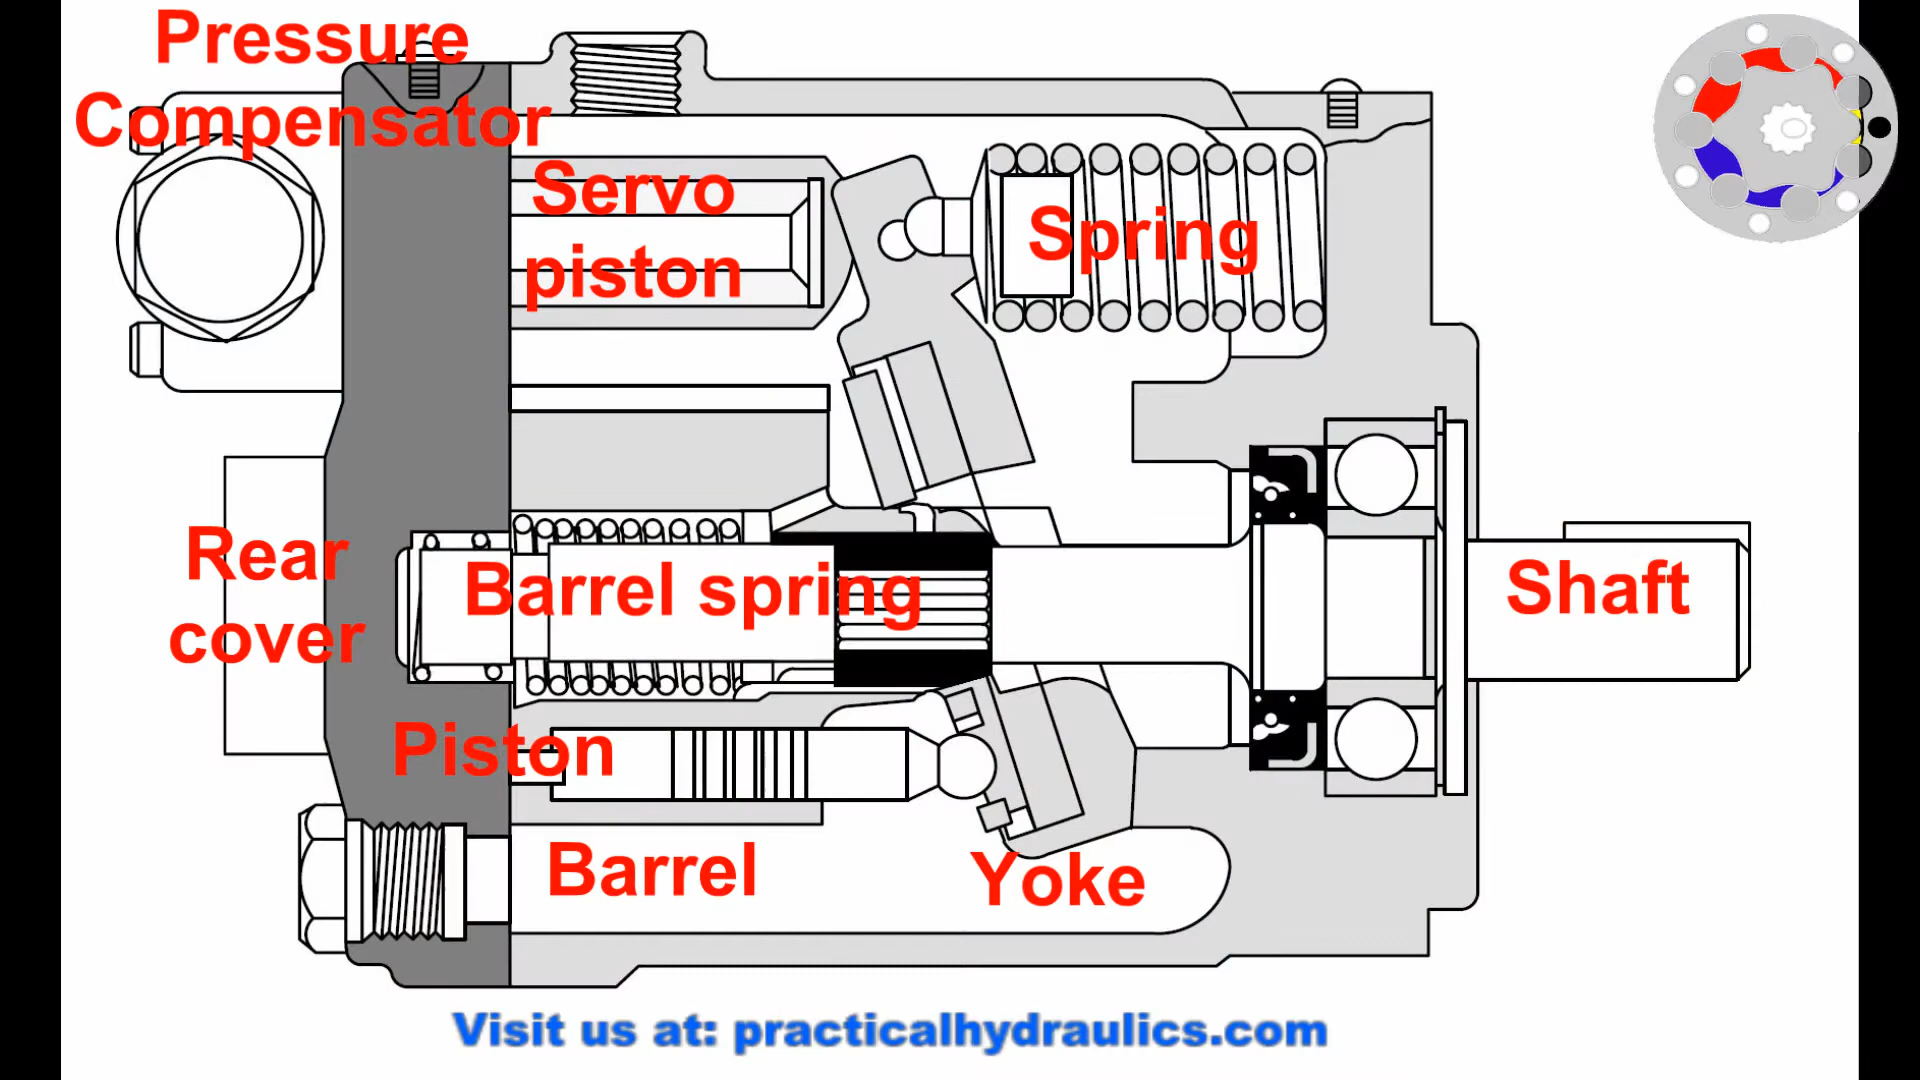 Pressure
Compensator
Servo
piston
Spring
Rear
cover
Barrel spring
Shaft
Piston
Barrel
Yoke
Visit us at: practicalhydraulics.com